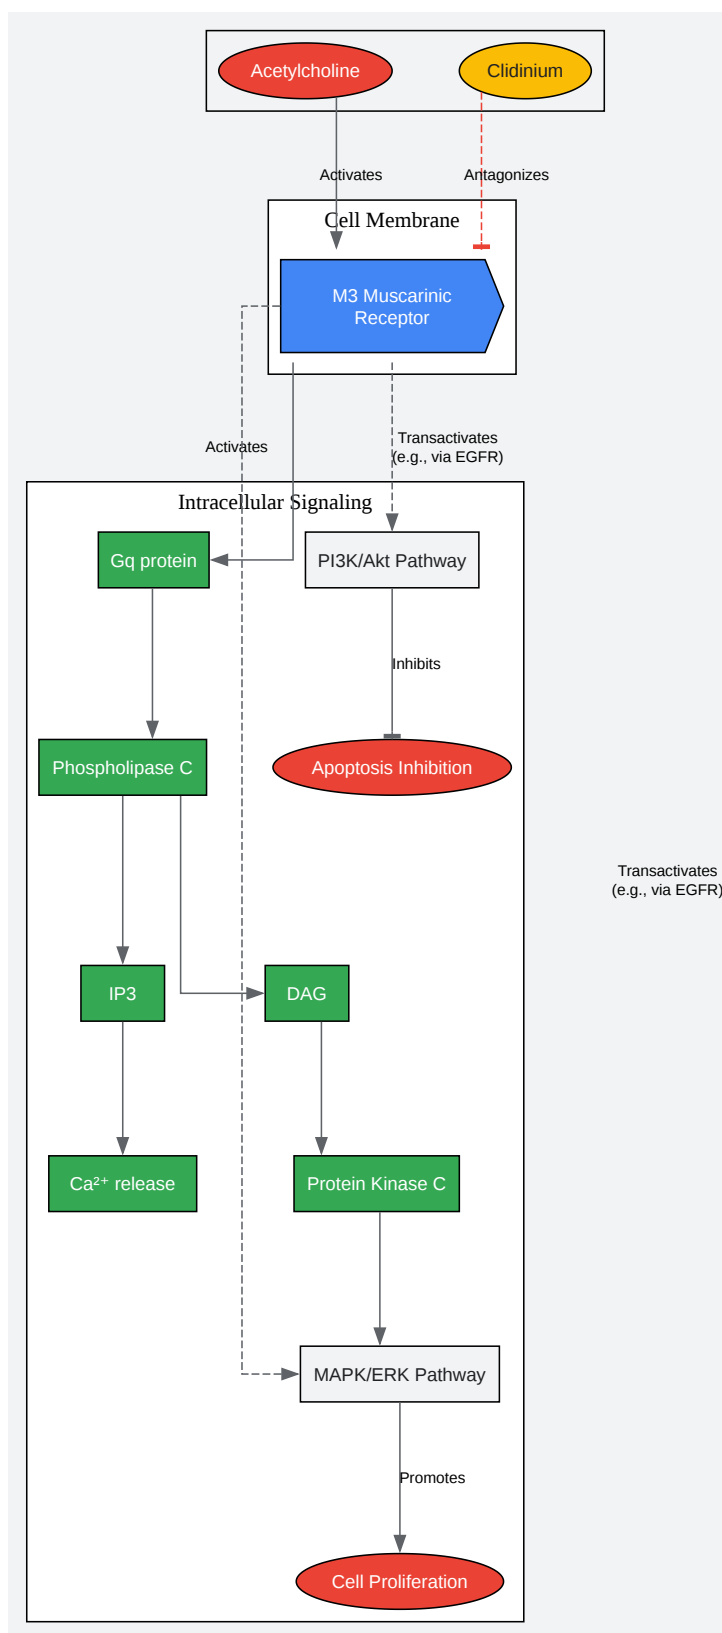 Acetylcholine
Clidinium
Activates
Antagonizes
Cell Membrane
M3 Muscarinic
Receptor
Activates
Transactivates
(e.g., via EGFR)
Intracellular Signaling
Gq protein
PI3K/Akt Pathway
Inhibits
Phospholipase C
Apoptosis Inhibition
Transactivates
(e.g., via EGFR)
IP3
DAG
Ca²⁺ release
Protein Kinase C
MAPK/ERK Pathway
Promotes
Cell Proliferation